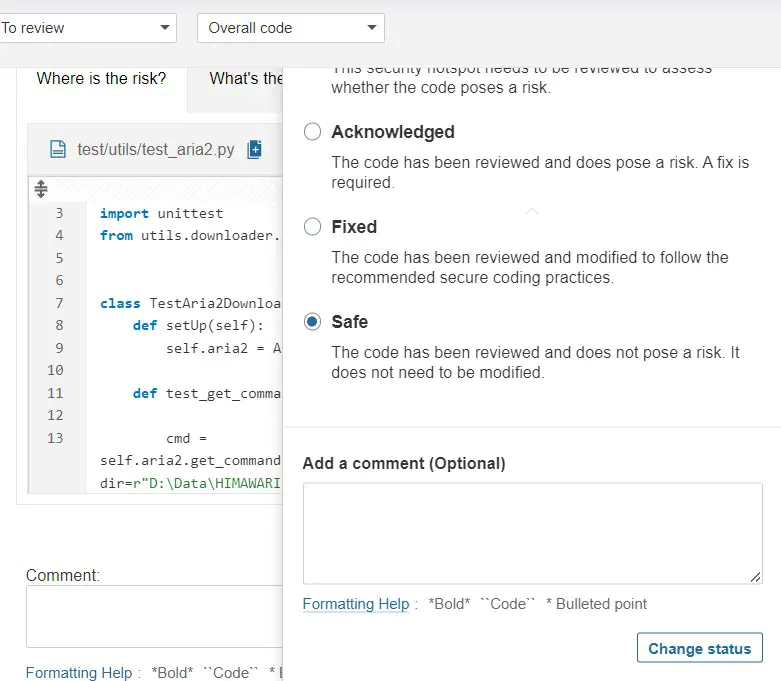 To review
Overall code
Where is the risk?
What's the
test/utils/test_aria2.py
3 import unittest
4 from utils.downloader.
5
6
7 class TestAria2Downloa
8 def setUp(self):
9 self.aria2 = A
10
11 def test_get_comma
12
13 cmd =
self.aria2.get_command
dir=r"D:\Data\HIMAWARI
Comment:
Formatting Help : *Bold* ``Code`` *
This security hotspot needs to be reviewed to assess
whether the code poses a risk.
Acknowledged
The code has been reviewed and does pose a risk. A fix is
required.
Fixed
The code has been reviewed and modified to follow the
recommended secure coding practices.
Safe
The code has been reviewed and does not pose a risk. It
does not need to be modified.
Add a comment (Optional)
Formatting Help : *Bold* ``Code`` * Bulleted point
Change status